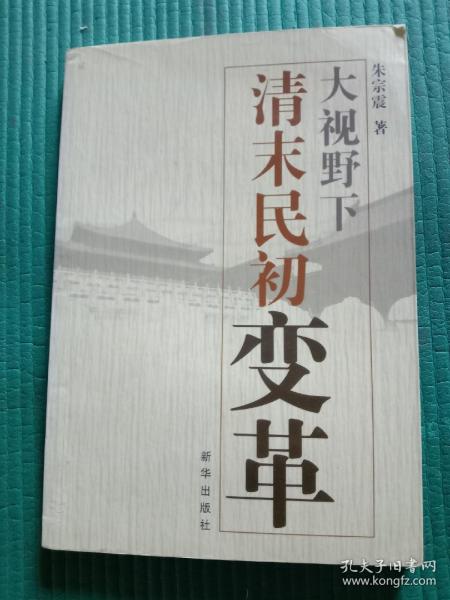 朱宗震 著
大视野下
清末民初
变革
新华出版社
孔夫子旧书网
www.kongfz.com